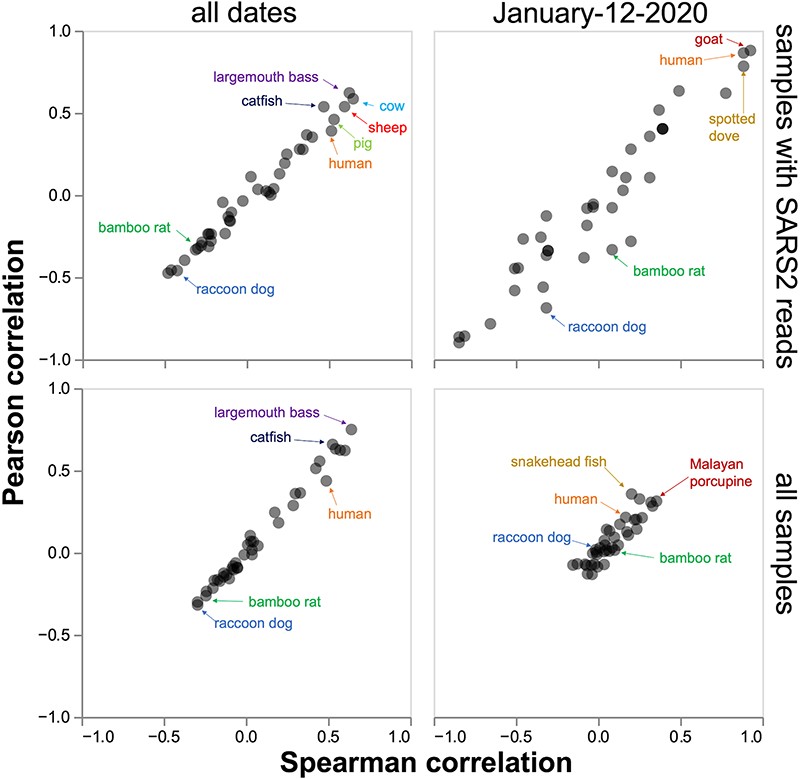 all dates
January-12-2020
samples with SARS2 reads
all samples
Pearson correlation
Spearman correlation
1.0
0.5
0.0
−0.5
−1.0
largemouth bass
catfish
cow
sheep
pig
human
bamboo rat
raccoon dog
goat
human
spotted
dove
bamboo rat
raccoon dog
1.0
0.5
0.0
−0.5
−1.0
largemouth bass
catfish
human
bamboo rat
raccoon dog
snakehead fish
Malayan
porcupine
human
raccoon dog
bamboo rat
−1.0 −0.5 0.0 0.5 1.0
−1.0 −0.5 0.0 0.5 1.0